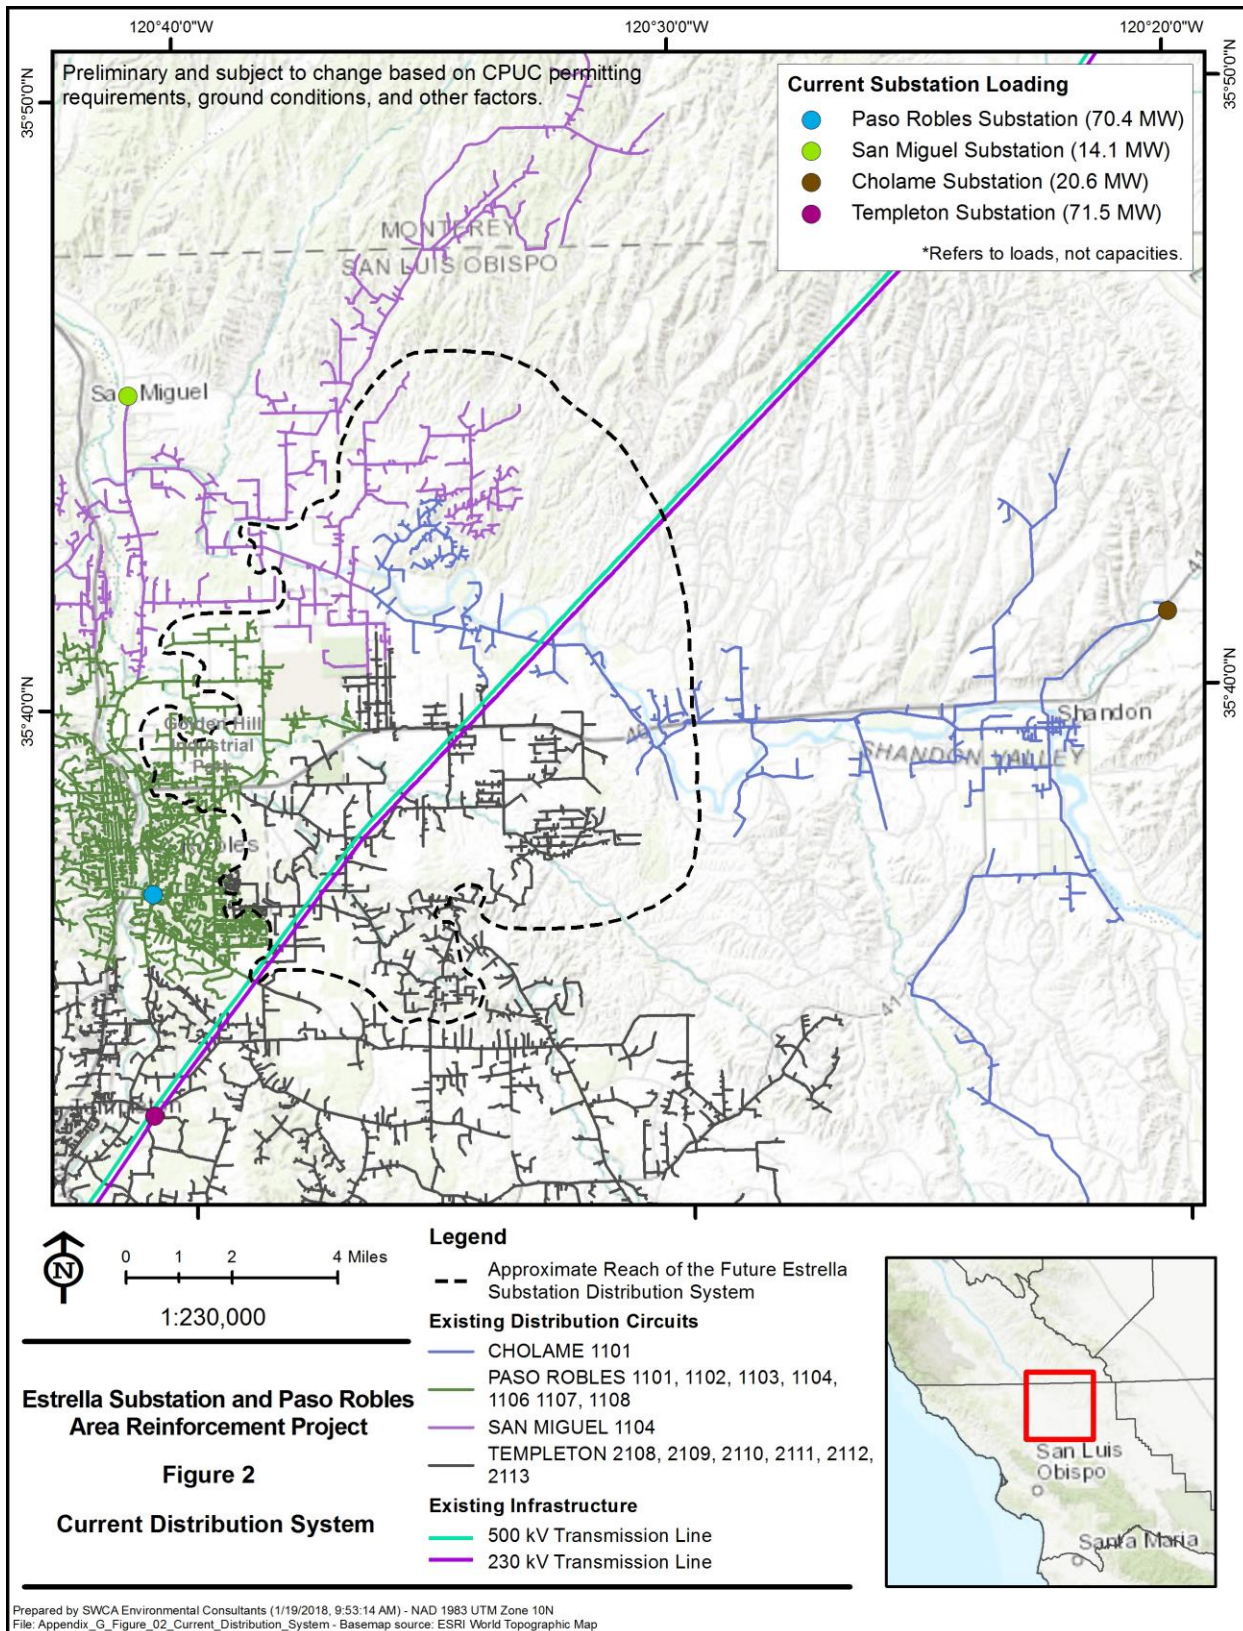 120°40'0"W
120°30'0"W
120°20'0"W
35°50'0"N
35°50'0"N
Preliminary and subject to change based on CPUC permitting
requirements, ground conditions, and other factors.
Current Substation Loading
Paso Robles Substation (70.4 MW)
San Miguel Substation (14.1 MW)
Cholame Substation (20.6 MW)
Templeton Substation (71.5 MW)
*Refers to loads, not capacities.
MONTEREY
SAN LUIS OBISPO
Sa Miguel
41
35°40'0"N
35°40'0"N
Shandon
46
Golden Hill
Industrial
Park
SHANDON VALLEY
41
Legend
Approximate Reach of the Future Estrella
Substation Distribution System
Existing Distribution Circuits
CHOLAME 1101
PASO ROBLES 1101, 1102, 1103, 1104,
1106 1107, 1108
SAN MIGUEL 1104
TEMPLETON 2108, 2109, 2110, 2111, 2112,
2113
Existing Infrastructure
500 kV Transmission Line
230 kV Transmission Line
N
0 1 2 4 Miles
1:230,000
Estrella Substation and Paso Robles
Area Reinforcement Project
Figure 2
Current Distribution System
San Luis
Obispo
Santa Maria
Prepared by SWCA Environmental Consultants (1/19/2018, 9:53:14 AM) - NAD 1983 UTM Zone 10N
File: Appendix_G_Figure_02_Current_Distribution_System - Basemap source: ESRI World Topographic Map